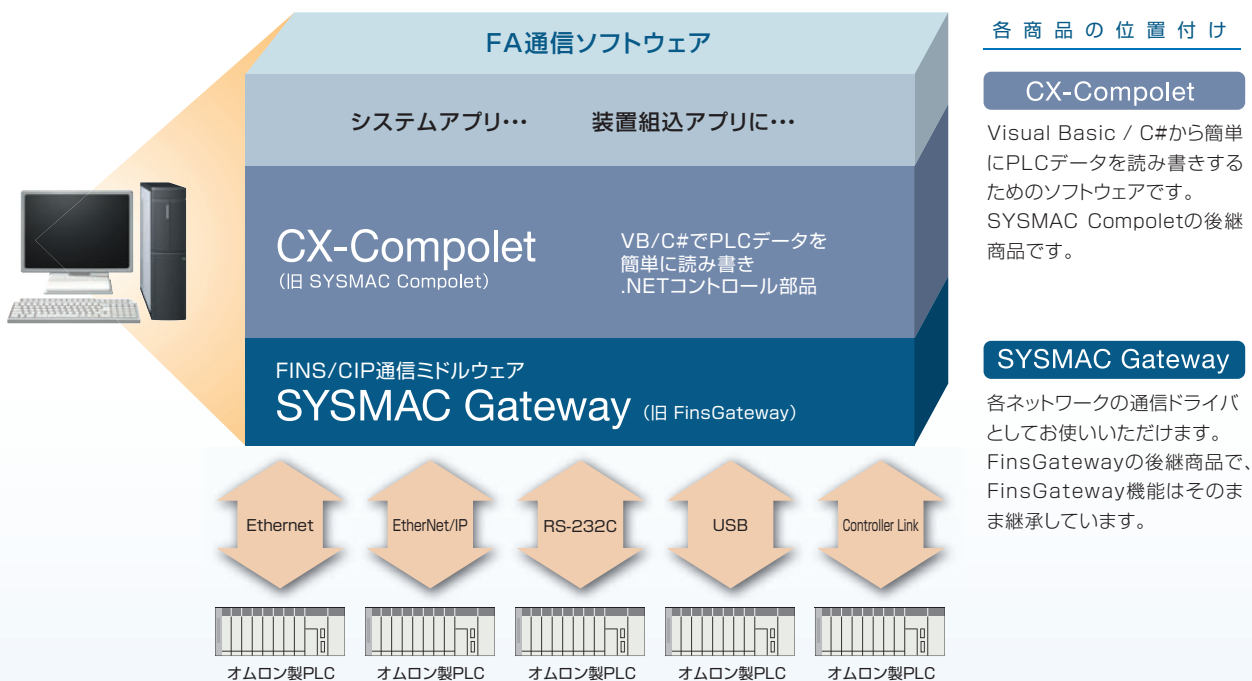 FA通信ソフトウェア
システムアプリ･･･ 装置組込アプリに･･･
CX-Compolet
(旧 SYSMAC Compolet)
VB/C#でPLCデータを
簡単に読み書き
.NETコントロール部品
FINS/CIP通信ミドルウェア
SYSMAC Gateway (旧 FinsGateway)
Ethernet
EtherNet/IP
RS-232C
USB
Controller Link
オムロン製PLC
オムロン製PLC
オムロン製PLC
オムロン製PLC
オムロン製PLC
各商品の位置付け
CX-Compolet
Visual Basic / C#から簡単
にPLCデータを読み書きする
ためのソフトウェアです。
SYSMAC Compoletの後継
商品です。
SYSMAC Gateway
各ネットワークの通信ドライバ
としてお使いいただけます。
FinsGatewayの後継商品で、
FinsGateway機能はそのま
ま継承しています。